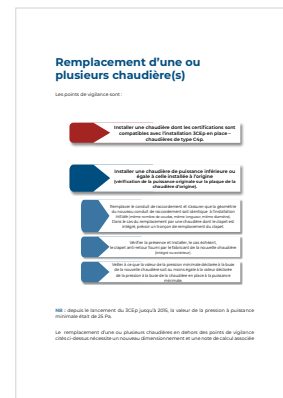 Remplacement d'une ou
plusieurs chaudière(s)
Les points de vigilance sont :
Installer une chaudière dont les certifications sont
compatibles avec l'installation 3CEp en place –
chaudières de type C4p.
Installer une chaudière de puissance inférieure ou
égale à celle installée à l'origine
(vérification de la puissance originale sur la plaque de la
chaudière d'origine).
Remplacer le conduit de raccordement et s'assurer que la géométrie
du nouveau conduit de raccordement soit identique à l'installation
initiale (même nombre de coudes, même longueur, même diamètre).
Dans le cas du remplacement par une chaudière dont le clapet est
intégré, prévoir un tronçon de remplacement du clapet.
Vérifier la présence et installer, le cas échéant,
le clapet anti-retour fourni par le fabricant de la nouvelle chaudière
(intégré ou extérieur).
Veiller à ce que la valeur de la pression minimale déclarée à la buse
de la nouvelle chaudière soit au moins égale à la valeur déclarée
de la pression à la buse de la chaudière en place à la puissance
minimale.
NB : depuis le lancement du 3CEp jusqu'à 2015, la valeur de la pression à puissance
minimale était de 25 Pa.
Le remplacement d'une ou plusieurs chaudières en dehors des points de vigilance
cités ci-dessus nécessite un nouveau dimensionnement et une note de calcul associée